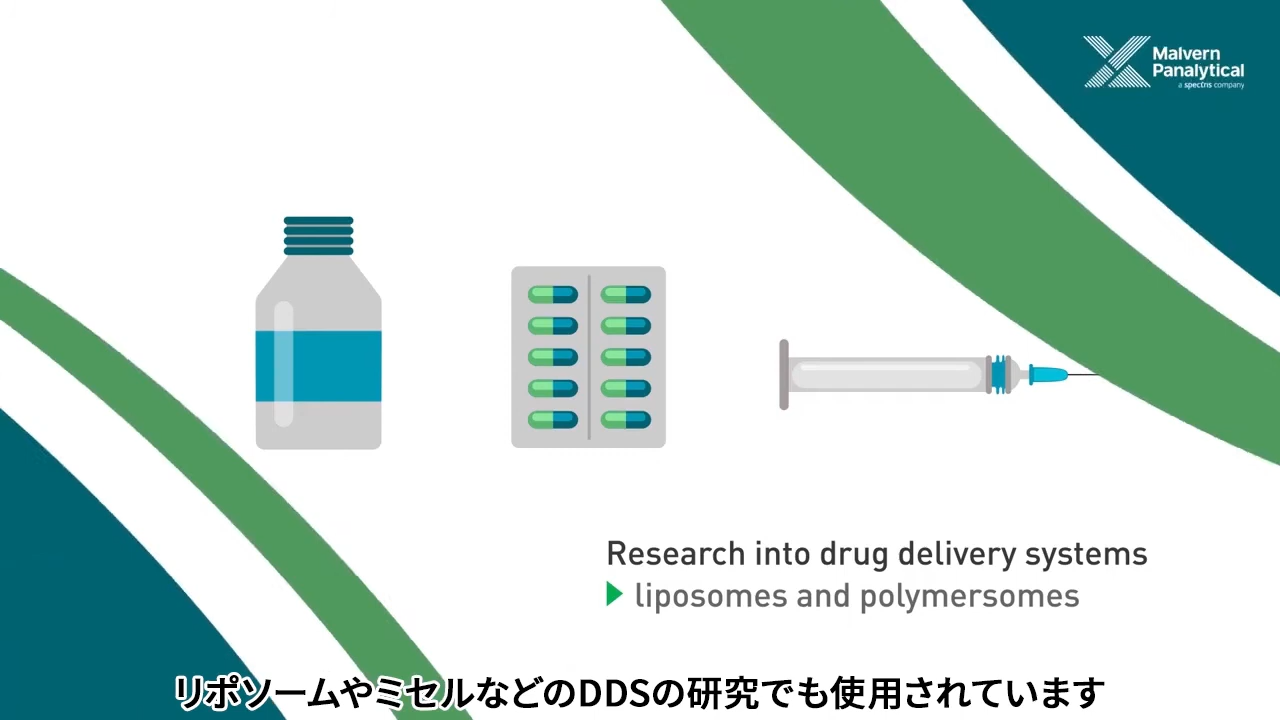 Malvern
Panalytical
a spectris company
Research into drug delivery systems
liposomes and polymersomes
リポソームやミセルなどのDDSの研究でも使用されています